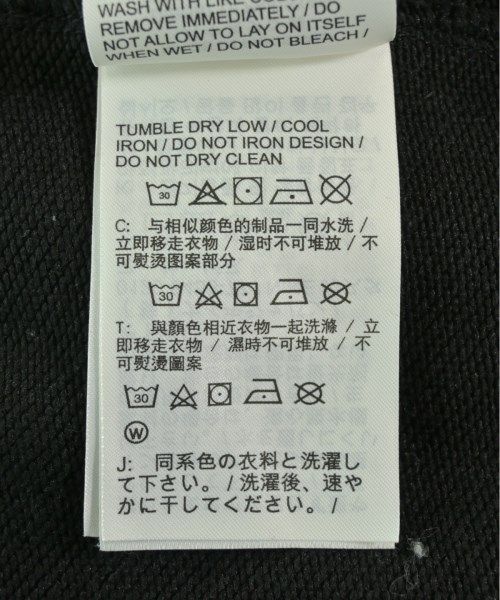 WASH WITH LIKE
REMOVE IMMEDIATELY / DO
NOT ALLOW TO LAY ON ITSELF
WHEN WET / DO NOT BLEACH /
TUMBLE DRY LOW / COOL
IRON / DO NOT IRON DESIGN /
DO NOT DRY CLEAN
30
C: 与相似颜色的制品一同水洗 /
立即移走衣物 / 湿时不可堆放 / 不
可熨烫图案部分
30
T: 與顏色相近衣物一起洗滌 / 立
即移走衣物 / 濕時不可堆放 / 不
可熨燙圖案
30
W
J: 同系色の衣料と洗濯し
て下さい。/ 洗濯後、速や
かに干してください。/